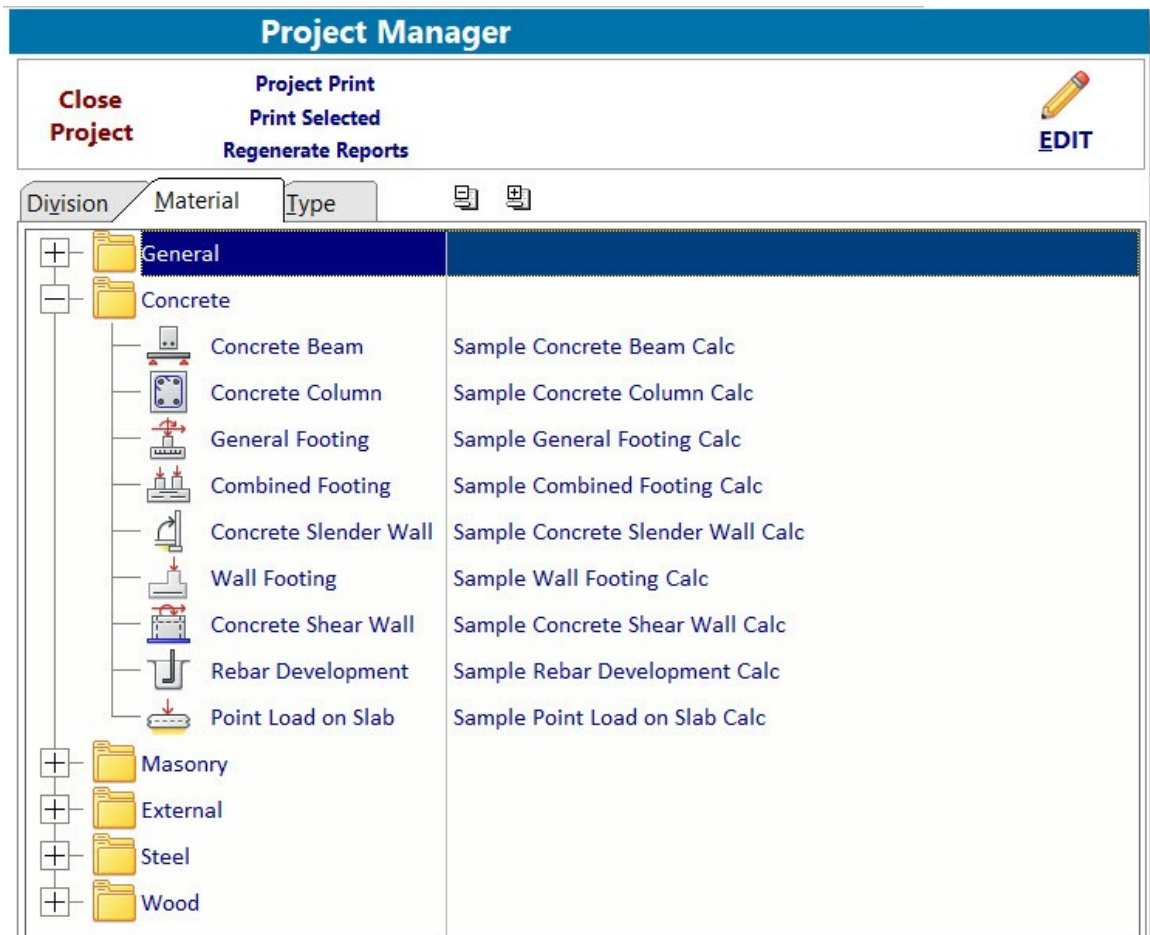 Project Manager
Close
Project
Project Print
Print Selected
Regenerate Reports
EDIT
Division Material Type
General
Concrete
Concrete Beam Sample Concrete Beam Calc
Concrete Column Sample Concrete Column Calc
General Footing Sample General Footing Calc
Combined Footing Sample Combined Footing Calc
Concrete Slender Wall Sample Concrete Slender Wall Calc
Wall Footing Sample Wall Footing Calc
Concrete Shear Wall Sample Concrete Shear Wall Calc
Rebar Development Sample Rebar Development Calc
Point Load on Slab Sample Point Load on Slab Calc
Masonry
External
Steel
Wood